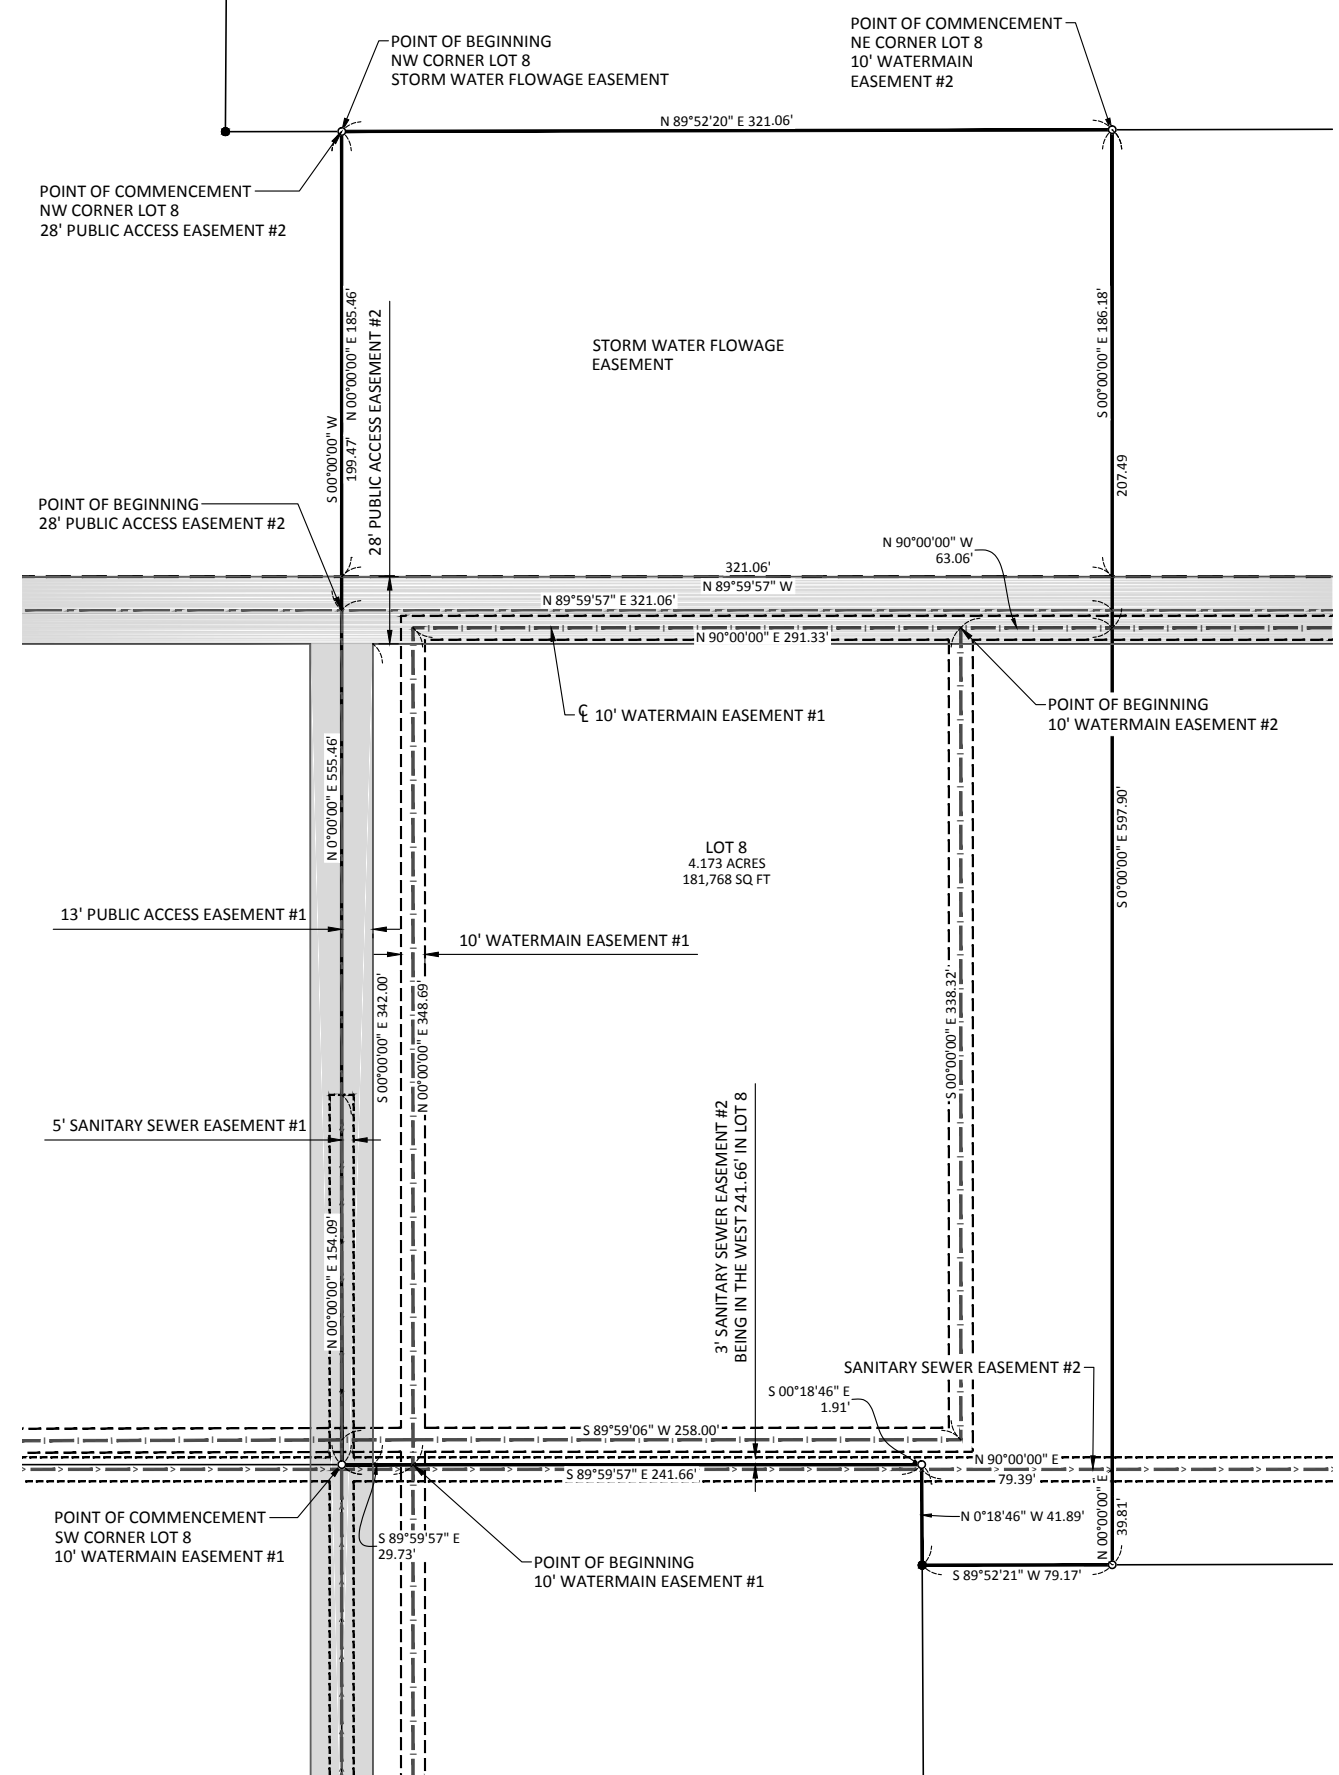 POINT OF BEGINNING
NW CORNER LOT 8
STORM WATER FLOWAGE EASEMENT
POINT OF COMMENCEMENT
NE CORNER LOT 8
10' WATERMAIN
EASEMENT #2
N 89°52'20" E 321.06'
POINT OF COMMENCEMENT
NW CORNER LOT 8
28' PUBLIC ACCESS EASEMENT #2
N 00°00'00" E 185.46'
S 00°00'00" W
199.47'
28' PUBLIC ACCESS EASEMENT #2
STORM WATER FLOWAGE
EASEMENT
S 00°00'00" E 186.18'
207.49
POINT OF BEGINNING
28' PUBLIC ACCESS EASEMENT #2
N 90°00'00" W
63.06'
321.06'
N 89°59'57" W
N 89°59'57" E 321.06'
N 90°00'00" E 291.33'
℄ 10' WATERMAIN EASEMENT #1
POINT OF BEGINNING
10' WATERMAIN EASEMENT #2
N 0°00'00" E 555.46'
S 0°00'00" E 597.90'
LOT 8
4.173 ACRES
181,768 SQ FT
13' PUBLIC ACCESS EASEMENT #1
10' WATERMAIN EASEMENT #1
S 00°00'00" E 342.00'
N 00°00'00" E 348.69'
S 00°00'00" E 338.32'
5' SANITARY SEWER EASEMENT #1
3' SANITARY SEWER EASEMENT #2
BEING IN THE WEST 241.66' IN LOT 8
N 00°00'00" E 154.09'
SANITARY SEWER EASEMENT #2
S 00°18'46" E
1.91'
S 89°59'06" W 258.00'
N 90°00'00" E
79.39'
S 89°59'57" E 241.66'
POINT OF COMMENCEMENT
SW CORNER LOT 8
10' WATERMAIN EASEMENT #1
S 89°59'57" E
29.73'
N 0°18'46" W 41.89'
N 00°00'00" E
39.81'
POINT OF BEGINNING
10' WATERMAIN EASEMENT #1
S 89°52'21" W 79.17'